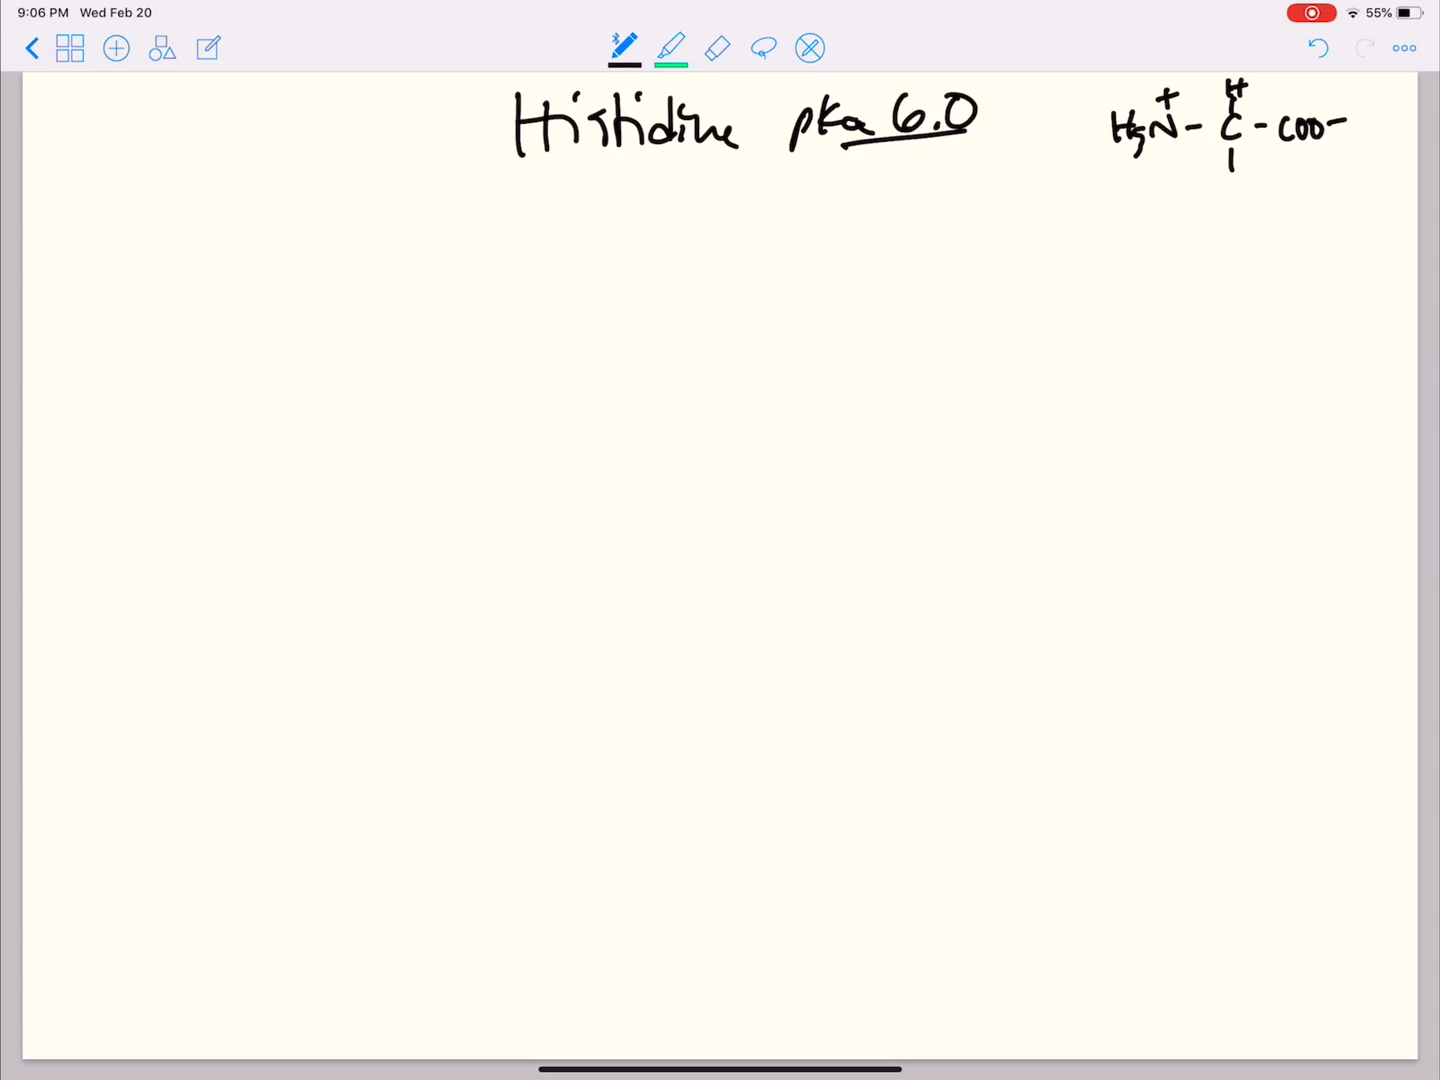 9:06 PM Wed Feb 20
55%
Histidine pKa 6.0
H
H3N+ - C - COO-